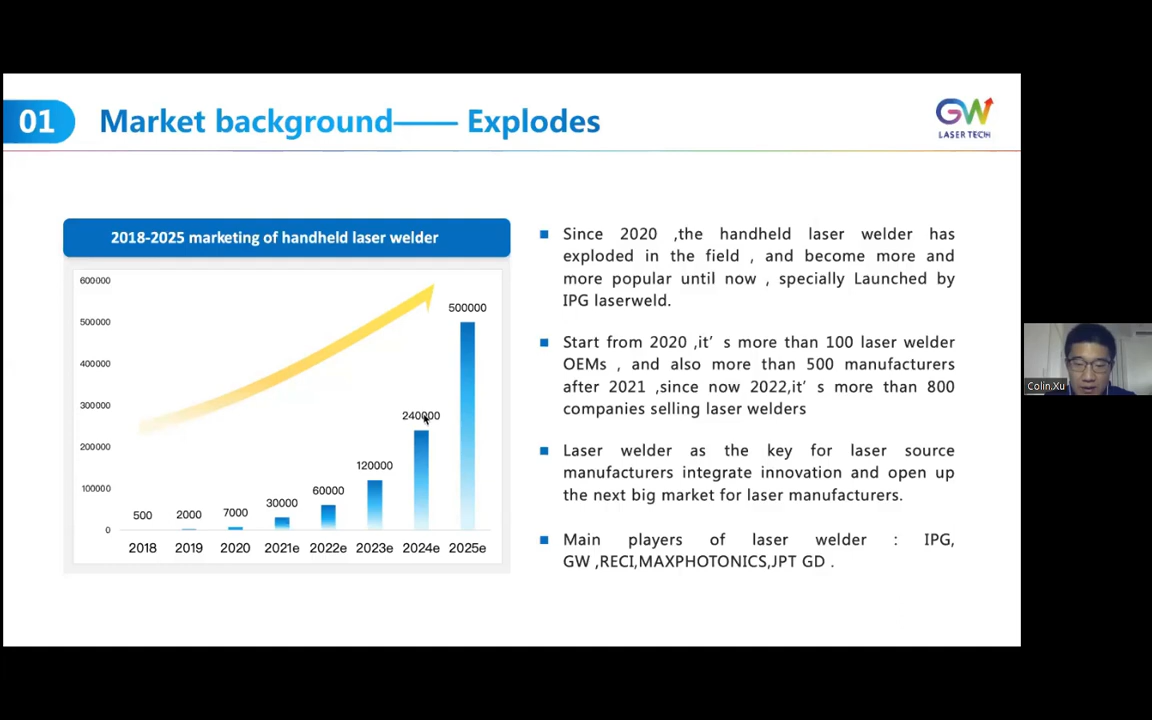 01
Market background—— Explodes
GW
LASER TECH
2018-2025 marketing of handheld laser welder
600000
500000
400000
300000
200000
100000
0
500
2000
7000
30000
60000
120000
240000
500000
2018
2019
2020
2021e
2022e
2023e
2024e
2025e
Since 2020 ,the handheld laser welder has
exploded in the field , and become more and
more popular until now , specially Launched by
IPG laserweld.
Start from 2020 ,it’s more than 100 laser welder
OEMs , and also more than 500 manufacturers
after 2021 ,since now 2022,it’s more than 800
companies selling laser welders
Laser welder as the key for laser source
manufacturers integrate innovation and open up
the next big market for laser manufacturers.
Main players of laser welder : IPG,
GW ,RECI,MAXPHOTONICS,JPT GD .
Colin.Xu